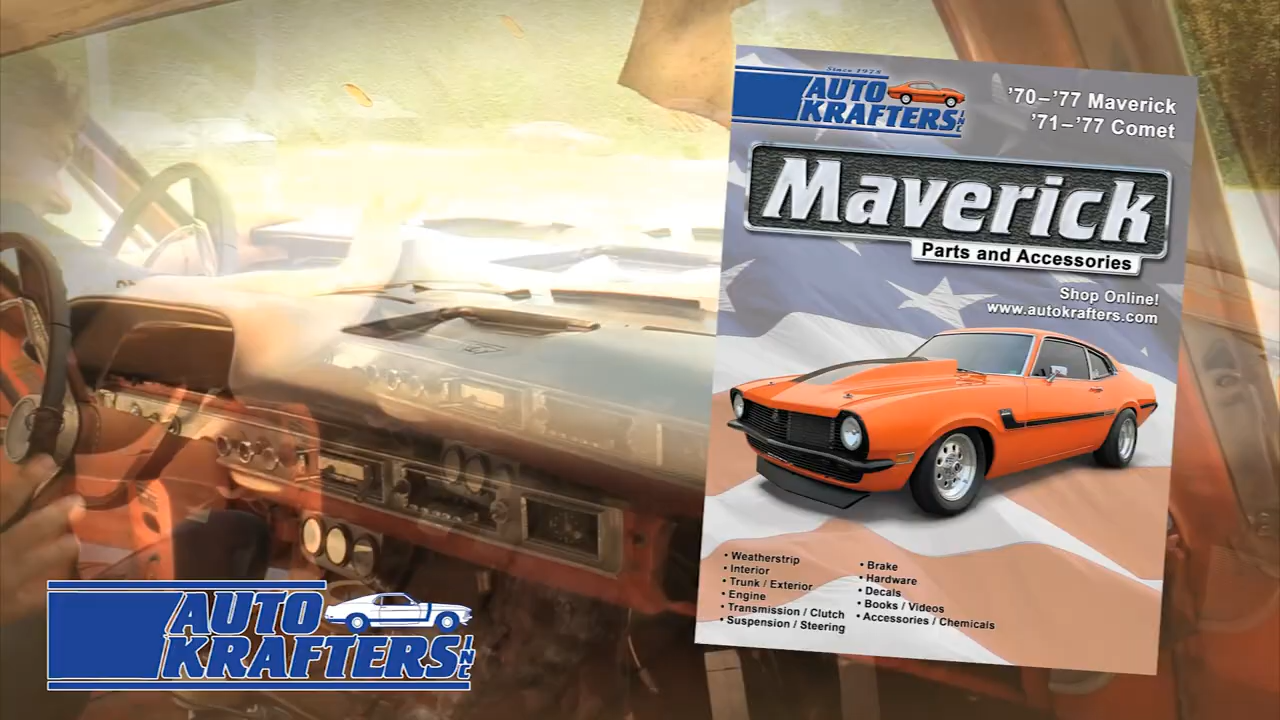 Since 1978
AUTO
KRAFTERS INC
'70–'77 Maverick
'71–'77 Comet
Maverick
Parts and Accessories
Shop Online!
www.autokrafters.com
• Weatherstrip
• Interior
• Trunk / Exterior
• Engine
• Transmission / Clutch
• Suspension / Steering
• Brake
• Hardware
• Decals
• Books / Videos
• Accessories / Chemicals
AUTO
KRAFTERS INC